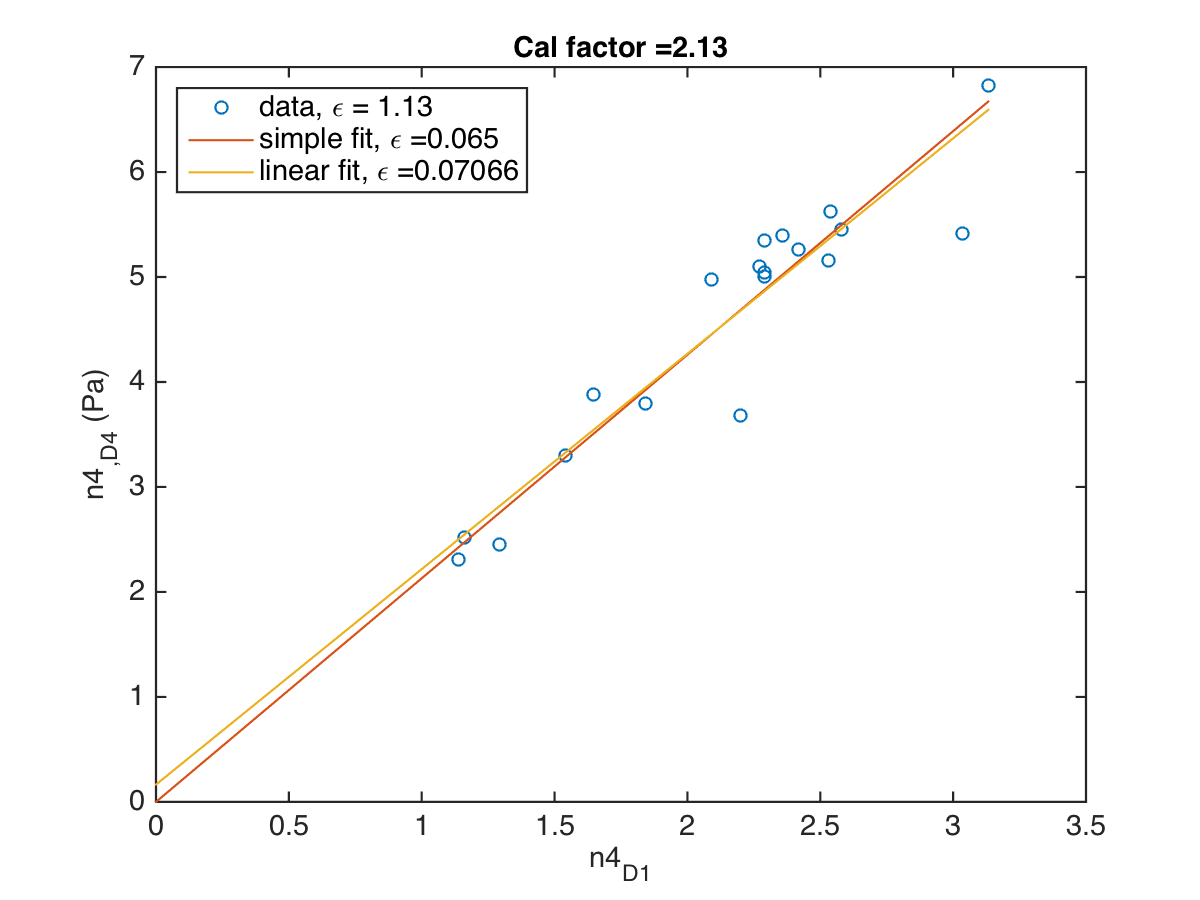 Cal factor =2.13
data, ϵ = 1.13
simple fit, ϵ =0.065
linear fit, ϵ =0.07066
7
6
5
4
3
2
1
0
n4,D4 (Pa)
0 0.5 1 1.5 2 2.5 3 3.5
n4D1